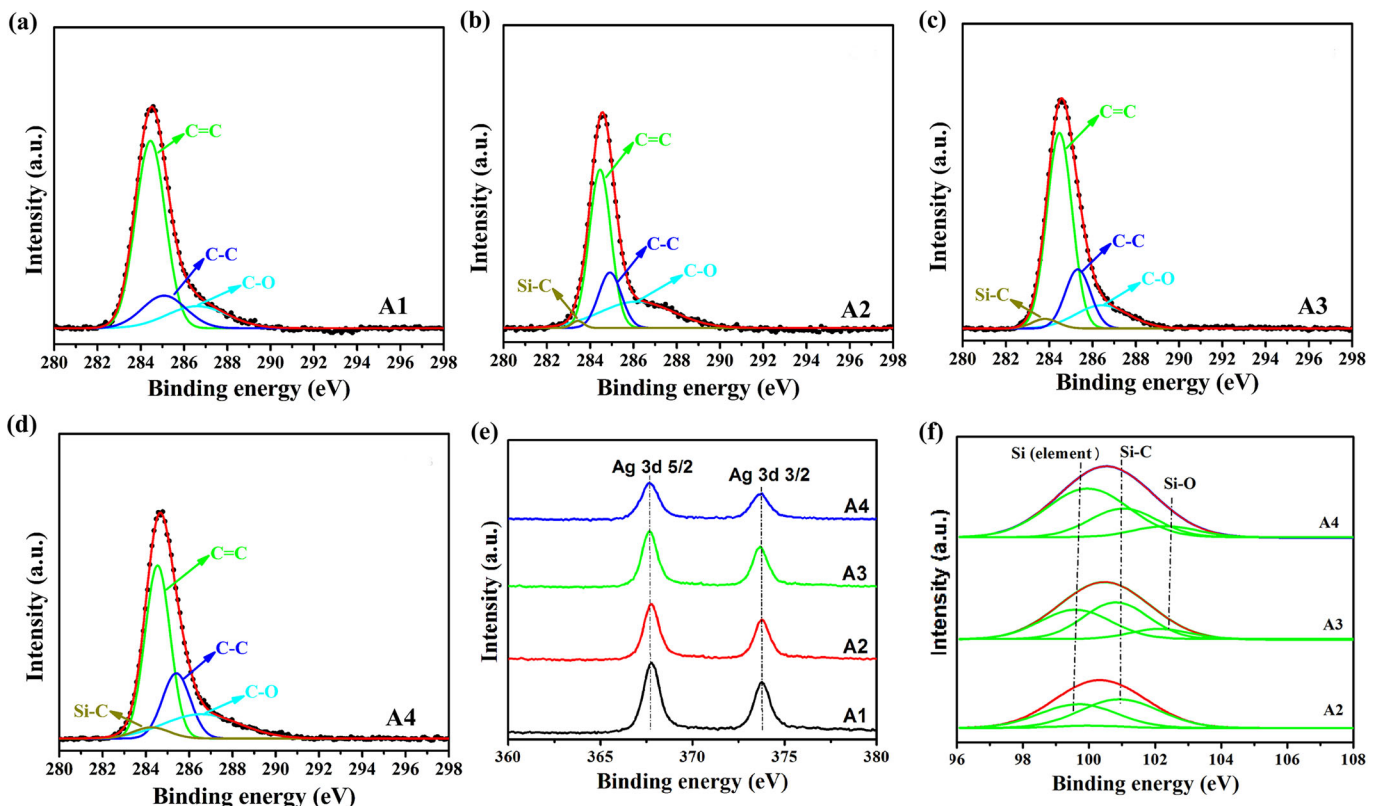 (a)
Intensity (a.u.)
C=C
C-C
C-O
A1
280 282 284 286 288 290 292 294 296 298
Binding energy (eV)
(b)
Intensity (a.u.)
C=C
C-C
C-O
Si-C
A2
280 282 284 286 288 290 292 294 296 298
Binding energy (eV)
(c)
Intensity (a.u.)
C=C
C-C
C-O
Si-C
A3
280 282 284 286 288 290 292 294 296 298
Binding energy (eV)
(d)
Intensity (a.u.)
C=C
C-C
C-O
Si-C
A4
280 282 284 286 288 290 292 294 296 298
Binding energy (eV)
(e)
Intensity (a.u.)
Ag 3d 5/2 Ag 3d 3/2
A4
A3
A2
A1
360 365 370 375 380
Binding energy (eV)
(f)
Intensity (a.u.)
Si (element)
Si-C
Si-O
A4
A3
A2
96 98 100 102 104 106 108
Binding energy (eV)